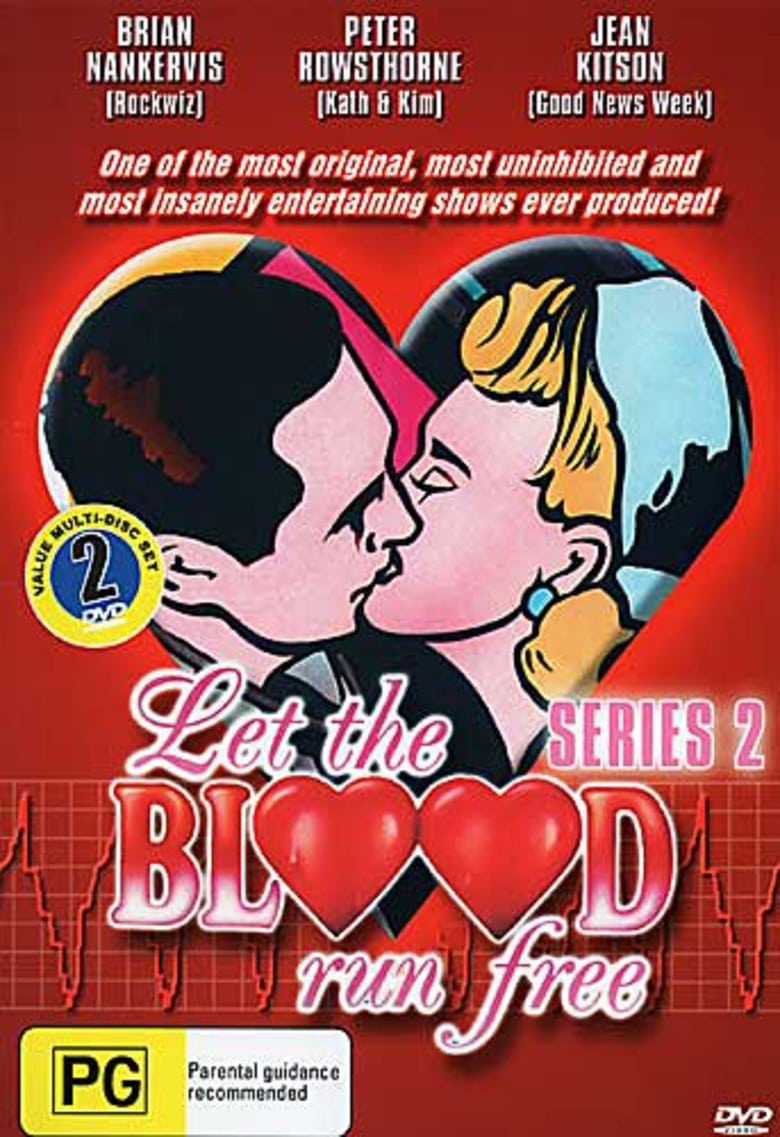 BRIAN
NANKERVIS
(Rockwiz)
PETER
ROWSTHORNE
(Kath & Kim)
JEAN
KITSON
(Good News Week)
One of the most original, most uninhibited and
most insanely entertaining shows ever produced!
VALUE MULTI-DISC SET
2
DVD
Let the
SERIES 2
BLOOD
run free
PG
Parental guidance
recommended
DVD
VIDEO